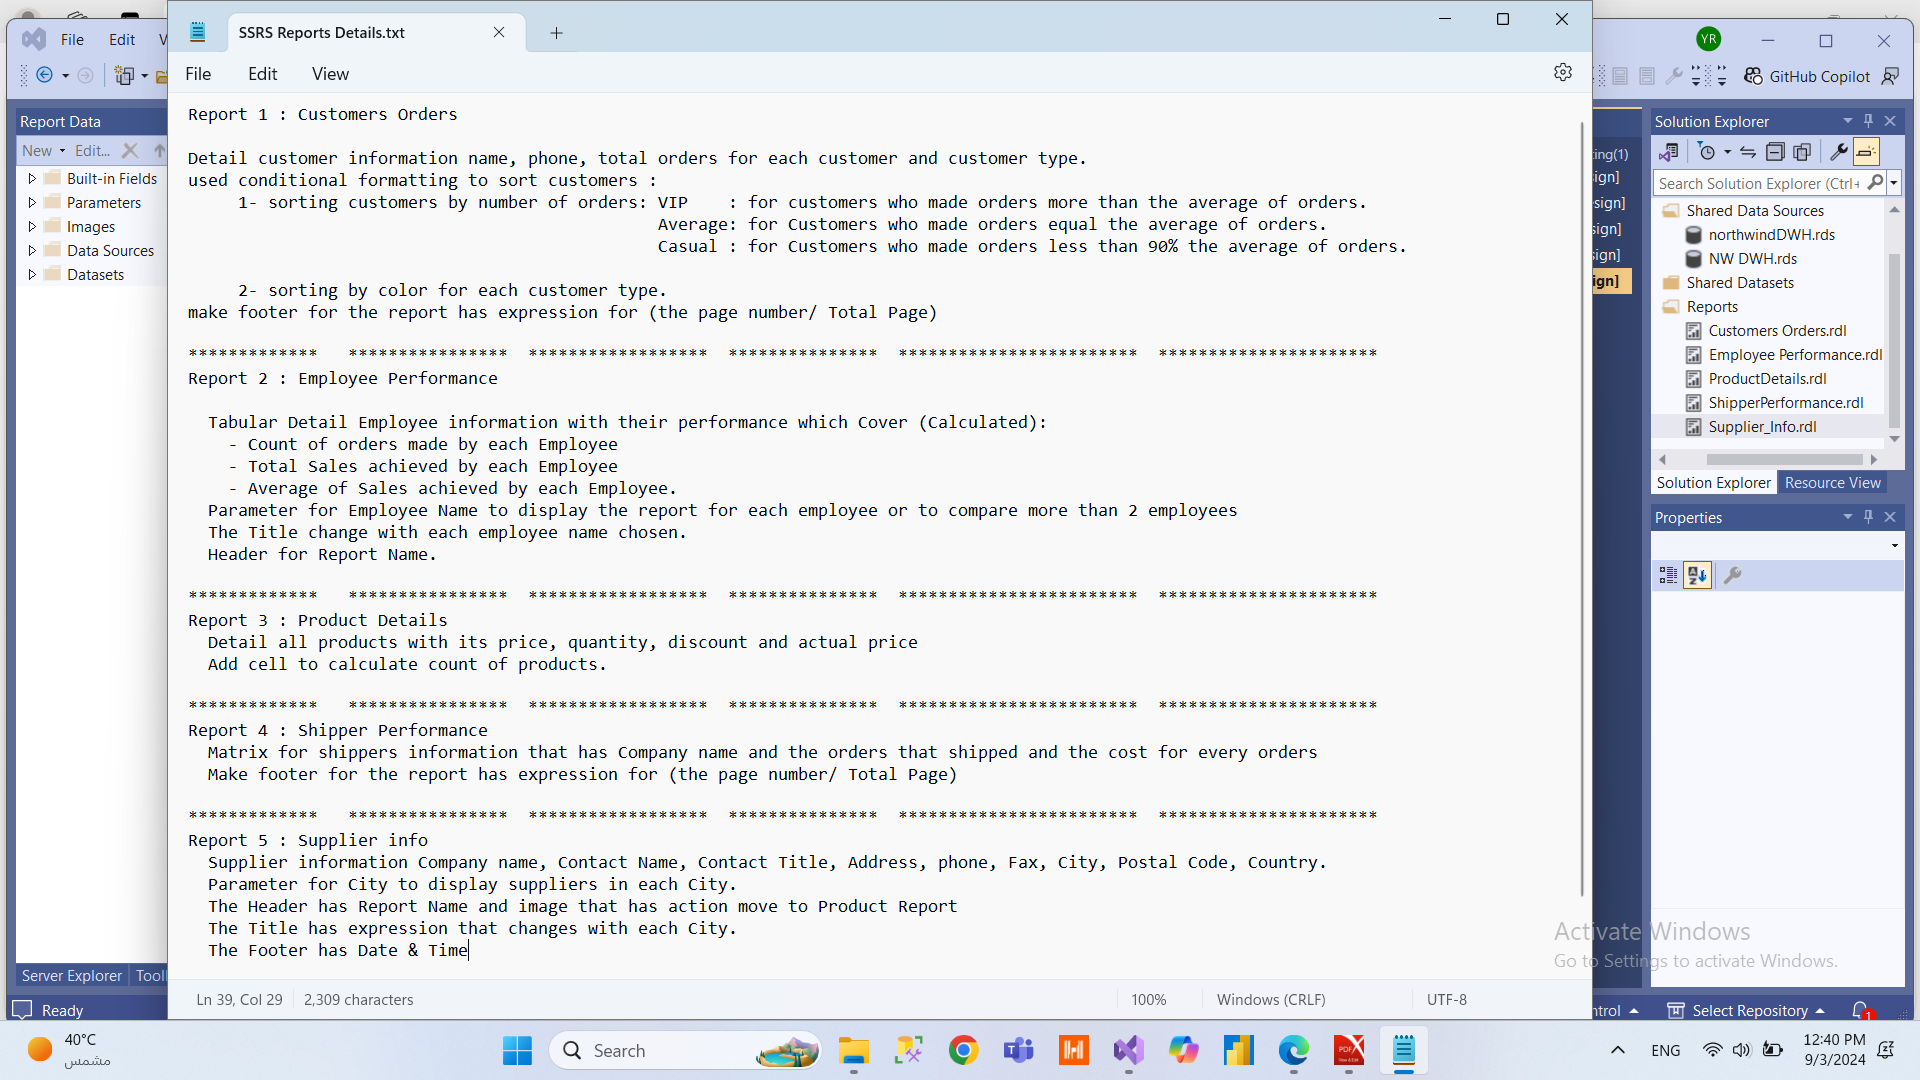 SSRS Reports Details.txt
File Edit View
Report 1 : Customers Orders
Detail customer information name, phone, total orders for each customer and customer type.
used conditional formatting to sort customers :
1- sorting customers by number of orders: VIP : for customers who made orders more than the average of orders.
Average: for Customers who made orders equal the average of orders.
Casual : for Customers who made orders less than 90% the average of orders.
2- sorting by color for each customer type.
make footer for the report has expression for (the page number/ Total Page)
************* **************** ****************** *************** ************************ **********************
Report 2 : Employee Performance
Tabular Detail Employee information with their performance which Cover (Calculated):
- Count of orders made by each Employee
- Total Sales achieved by each Employee
- Average of Sales achieved by each Employee.
Parameter for Employee Name to display the report for each employee or to compare more than 2 employees
The Title change with each employee name chosen.
Header for Report Name.
************* **************** ****************** *************** ************************ **********************
Report 3 : Product Details
Detail all products with its price, quantity, discount and actual price
Add cell to calculate count of products.
************* **************** ****************** *************** ************************ **********************
Report 4 : Shipper Performance
Matrix for shippers information that has Company name and the orders that shipped and the cost for every orders
Make footer for the report has expression for (the page number/ Total Page)
************* **************** ****************** *************** ************************ **********************
Report 5 : Supplier info
Supplier information Company name, Contact Name, Contact Title, Address, phone, Fax, City, Postal Code, Country.
Parameter for City to display suppliers in each City.
The Header has Report Name and image that has action move to Product Report
The Title has expression that changes with each City.
The Footer has Date & Time
Ln 39, Col 29 2,309 characters 100% Windows (CRLF) UTF-8
File Edit V
Report Data
New Edit...
Built-in Fields
Parameters
Images
Data Sources
Datasets
Server Explorer Tool
Ready
YR
GitHub Copilot
ing(1)
ign]
sign]
ign]
ign]
ign]
Solution Explorer
Search Solution Explorer (Ctrl+
Shared Data Sources
northwindDWH.rds
NW DWH.rds
Shared Datasets
Reports
Customers Orders.rdl
Employee Performance.rdl
ProductDetails.rdl
ShipperPerformance.rdl
Supplier_Info.rdl
Solution Explorer Resource View
Properties
Activate Windows
Go to Settings to activate Windows.
ntrol Select Repository 1
40°C
مشمس
Search
PDF
ENG
12:40 PM
9/3/2024